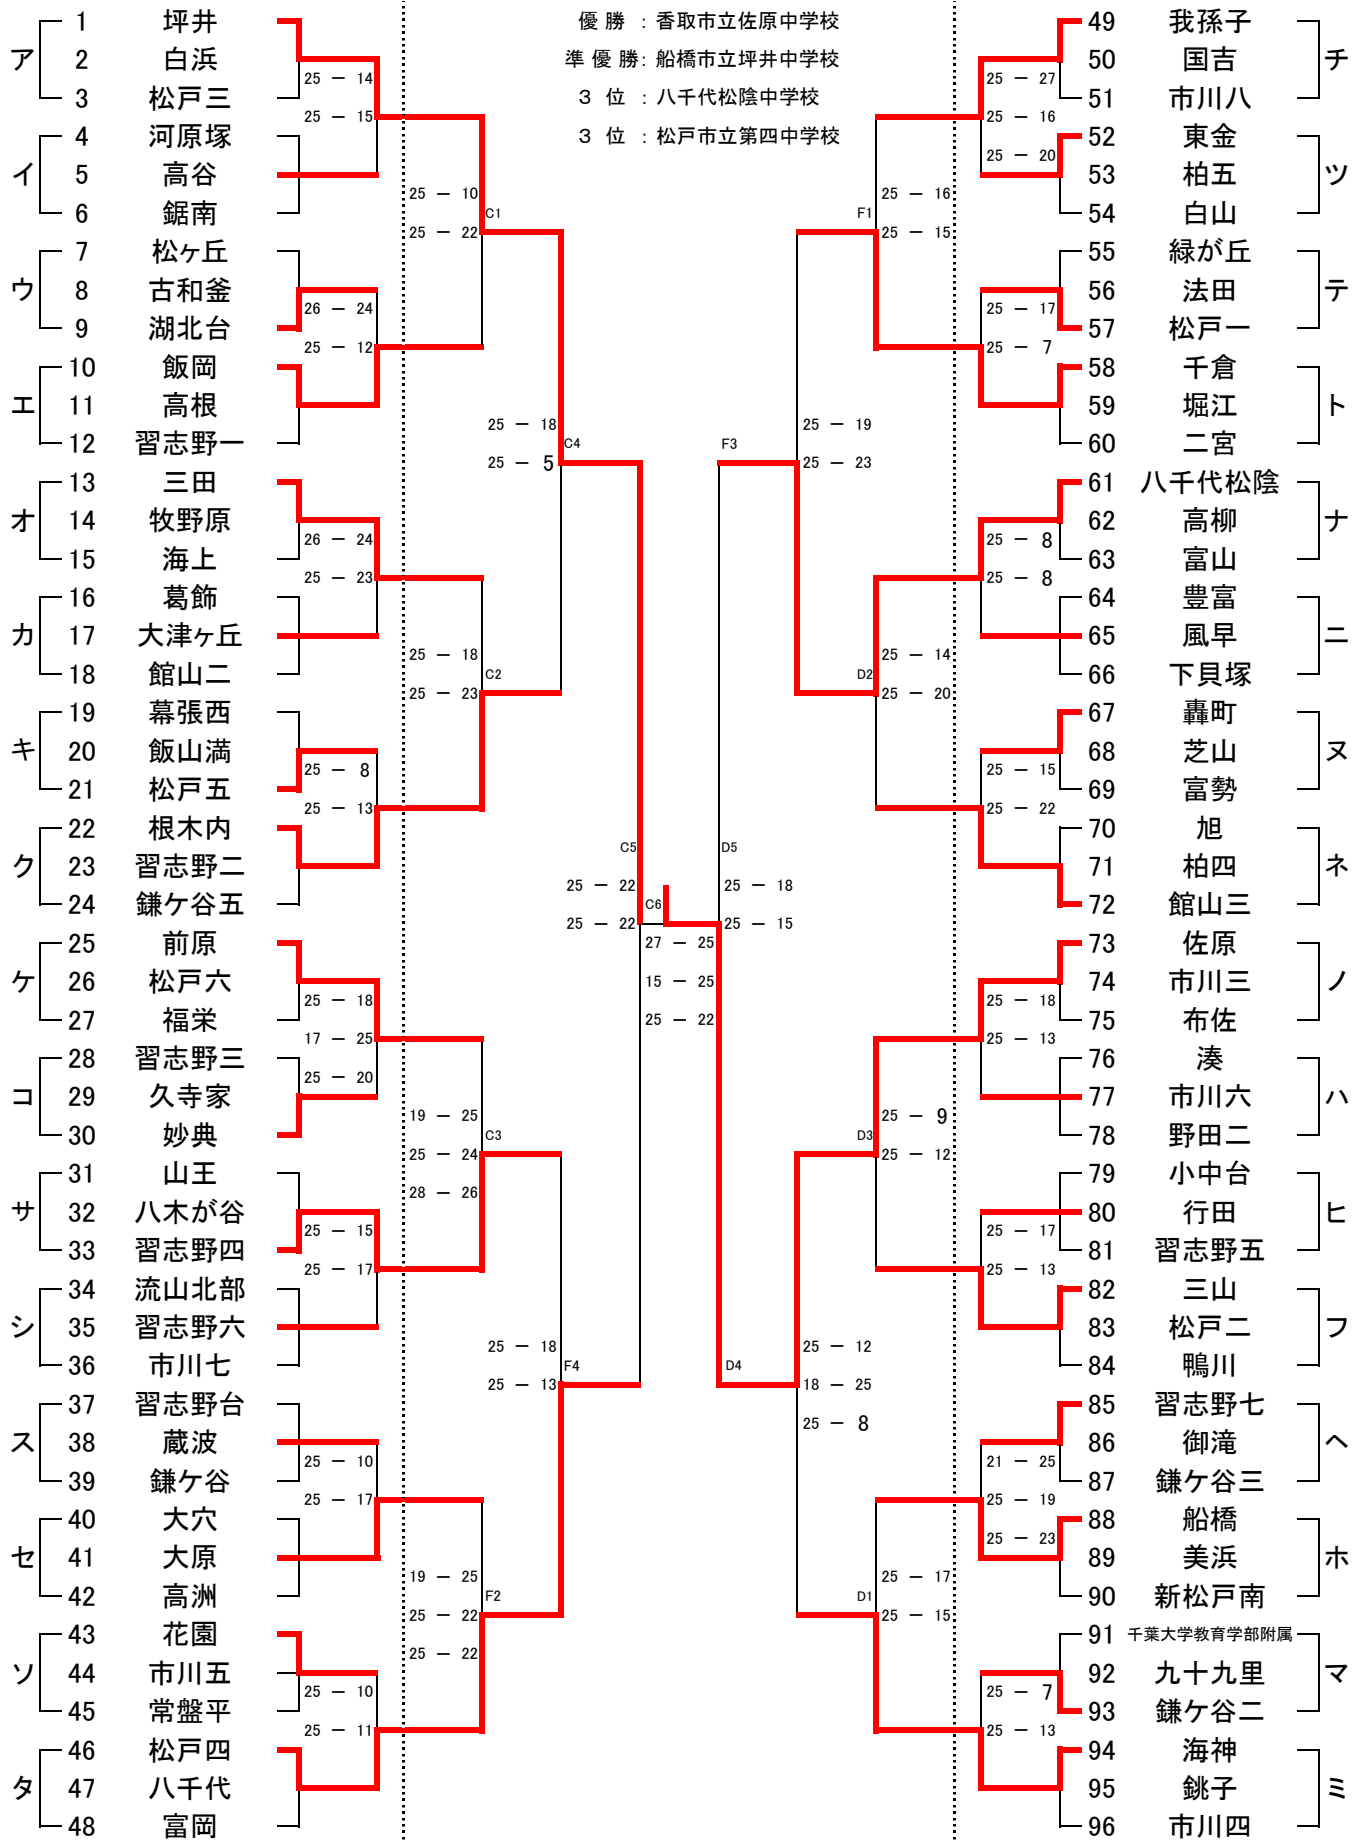 優勝 : 香取市立佐原中学校
準優勝: 船橋市立坪井中学校
3 位 : 八千代松陰中学校
3 位 : 松戸市立第四中学校
ア
1 坪井
2 白浜
3 松戸三
イ
4 河原塚
5 高谷
6 鋸南
ウ
7 松ヶ丘
8 古和釜
9 湖北台
エ
10 飯岡
11 高根
12 習志野一
オ
13 三田
14 牧野原
15 海上
カ
16 葛飾
17 大津ヶ丘
18 館山二
キ
19 幕張西
20 飯山満
21 松戸五
ク
22 根木内
23 習志野二
24 鎌ケ谷五
ケ
25 前原
26 松戸六
27 福栄
コ
28 習志野三
29 久寺家
30 妙典
サ
31 山王
32 八木が谷
33 習志野四
シ
34 流山北部
35 習志野六
36 市川七
ス
37 習志野台
38 蔵波
39 鎌ケ谷
セ
40 大穴
41 大原
42 高洲
ソ
43 花園
44 市川五
45 常盤平
タ
46 松戸四
47 八千代
48 富岡
25 － 14
25 － 15
26 － 24
25 － 12
26 － 24
25 － 23
25 － 8
25 － 13
25 － 18
17 － 25
25 － 20
25 － 15
25 － 17
25 － 10
25 － 17
25 － 10
25 － 11
25 － 10
C1
25 － 22
25 － 18
C2
25 － 23
19 － 25
C3
25 － 24
28 － 26
19 － 25
F2
25 － 22
25 － 22
25 － 18
C4
25 － 5
25 － 18
F4
25 － 13
C5
25 － 22
25 － 22
C6
27 － 25
15 － 25
25 － 22
D5
25 － 18
25 － 15
F3
25 － 19
25 － 23
25 － 12
D4
18 － 25
25 － 8
25 － 16
F1
25 － 15
25 － 14
D2
25 － 20
25 － 9
D3
25 － 12
25 － 17
D1
25 － 15
25 － 27
25 － 16
25 － 20
25 － 17
25 － 7
25 － 8
25 － 8
25 － 15
25 － 22
25 － 18
25 － 13
25 － 17
25 － 13
21 － 25
25 － 19
25 － 23
25 － 7
25 － 13
49 我孫子
50 国吉
51 市川八
チ
52 東金
53 柏五
54 白山
ツ
55 緑が丘
56 法田
57 松戸一
テ
58 千倉
59 堀江
60 二宮
ト
61 八千代松陰
62 高柳
63 富山
ナ
64 豊富
65 風早
66 下貝塚
ニ
67 轟町
68 芝山
69 富勢
ヌ
70 旭
71 柏四
72 館山三
ネ
73 佐原
74 市川三
75 布佐
ノ
76 湊
77 市川六
78 野田二
ハ
79 小中台
80 行田
81 習志野五
ヒ
82 三山
83 松戸二
84 鴨川
フ
85 習志野七
86 御滝
87 鎌ケ谷三
ヘ
88 船橋
89 美浜
90 新松戸南
ホ
91 千葉大学教育学部附属
92 九十九里
93 鎌ケ谷二
マ
94 海神
95 銚子
96 市川四
ミ